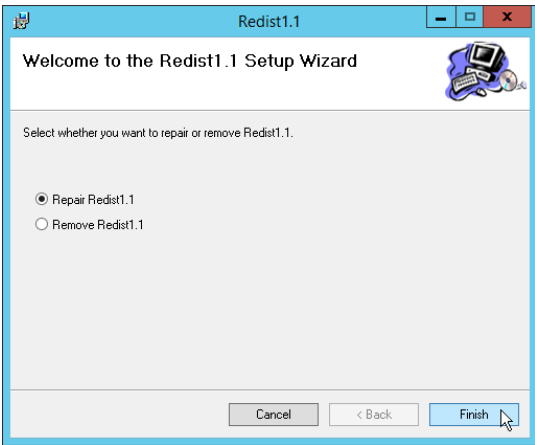 Redist1.1
Welcome to the Redist1.1 Setup Wizard
Select whether you want to repair or remove Redist1.1.
Repair Redist1.1
Remove Redist1.1
Cancel
< Back
Finish